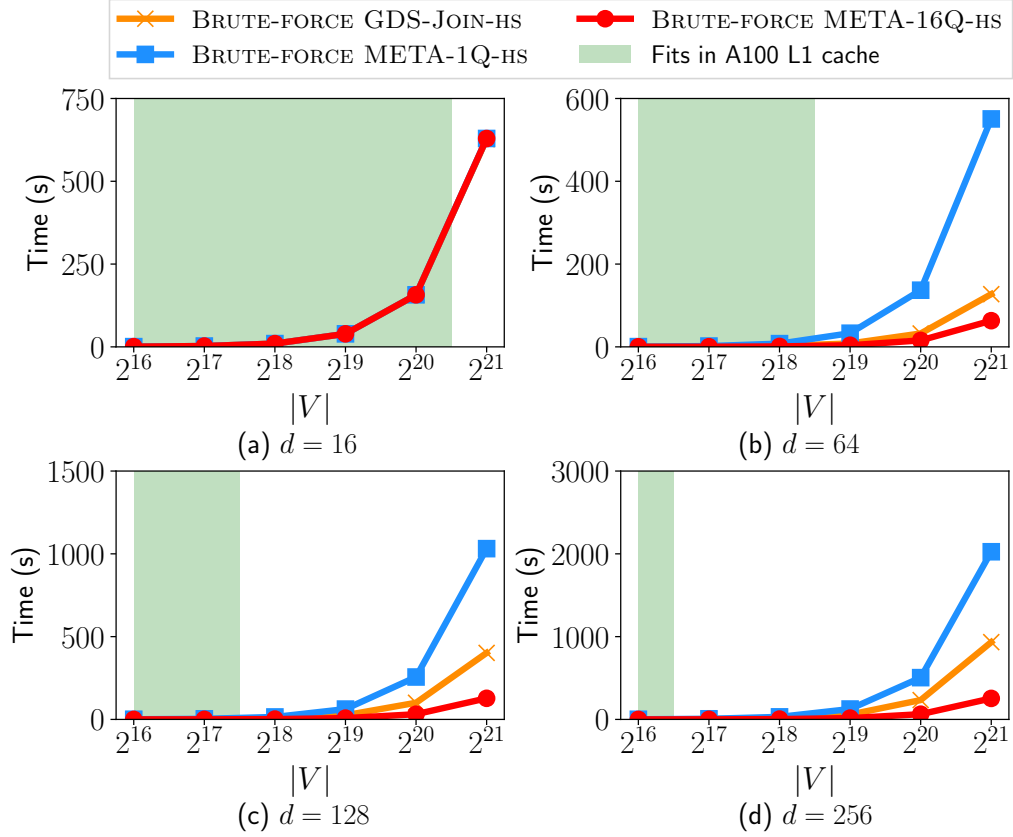 BRUTE-FORCE GDS-JOIN-HS
BRUTE-FORCE META-16Q-HS
BRUTE-FORCE META-1Q-HS
Fits in A100 L1 cache
750
500
250
0
Time (s)
2^16 2^17 2^18 2^19 2^20 2^21
|V|
(a) d = 16
600
400
200
0
Time (s)
2^16 2^17 2^18 2^19 2^20 2^21
|V|
(b) d = 64
1500
1000
500
0
Time (s)
2^16 2^17 2^18 2^19 2^20 2^21
|V|
(c) d = 128
3000
2000
1000
0
Time (s)
2^16 2^17 2^18 2^19 2^20 2^21
|V|
(d) d = 256